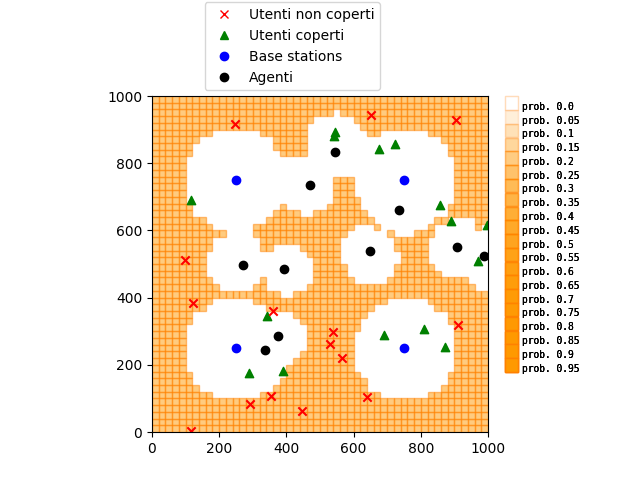 Utenti non coperti
Utenti coperti
Base stations
Agenti
1000
800
600
400
200
0
0
200
400
600
800
1000
prob. 0.0
prob. 0.05
prob. 0.1
prob. 0.15
prob. 0.2
prob. 0.25
prob. 0.3
prob. 0.35
prob. 0.4
prob. 0.45
prob. 0.5
prob. 0.55
prob. 0.6
prob. 0.65
prob. 0.7
prob. 0.75
prob. 0.8
prob. 0.85
prob. 0.9
prob. 0.95